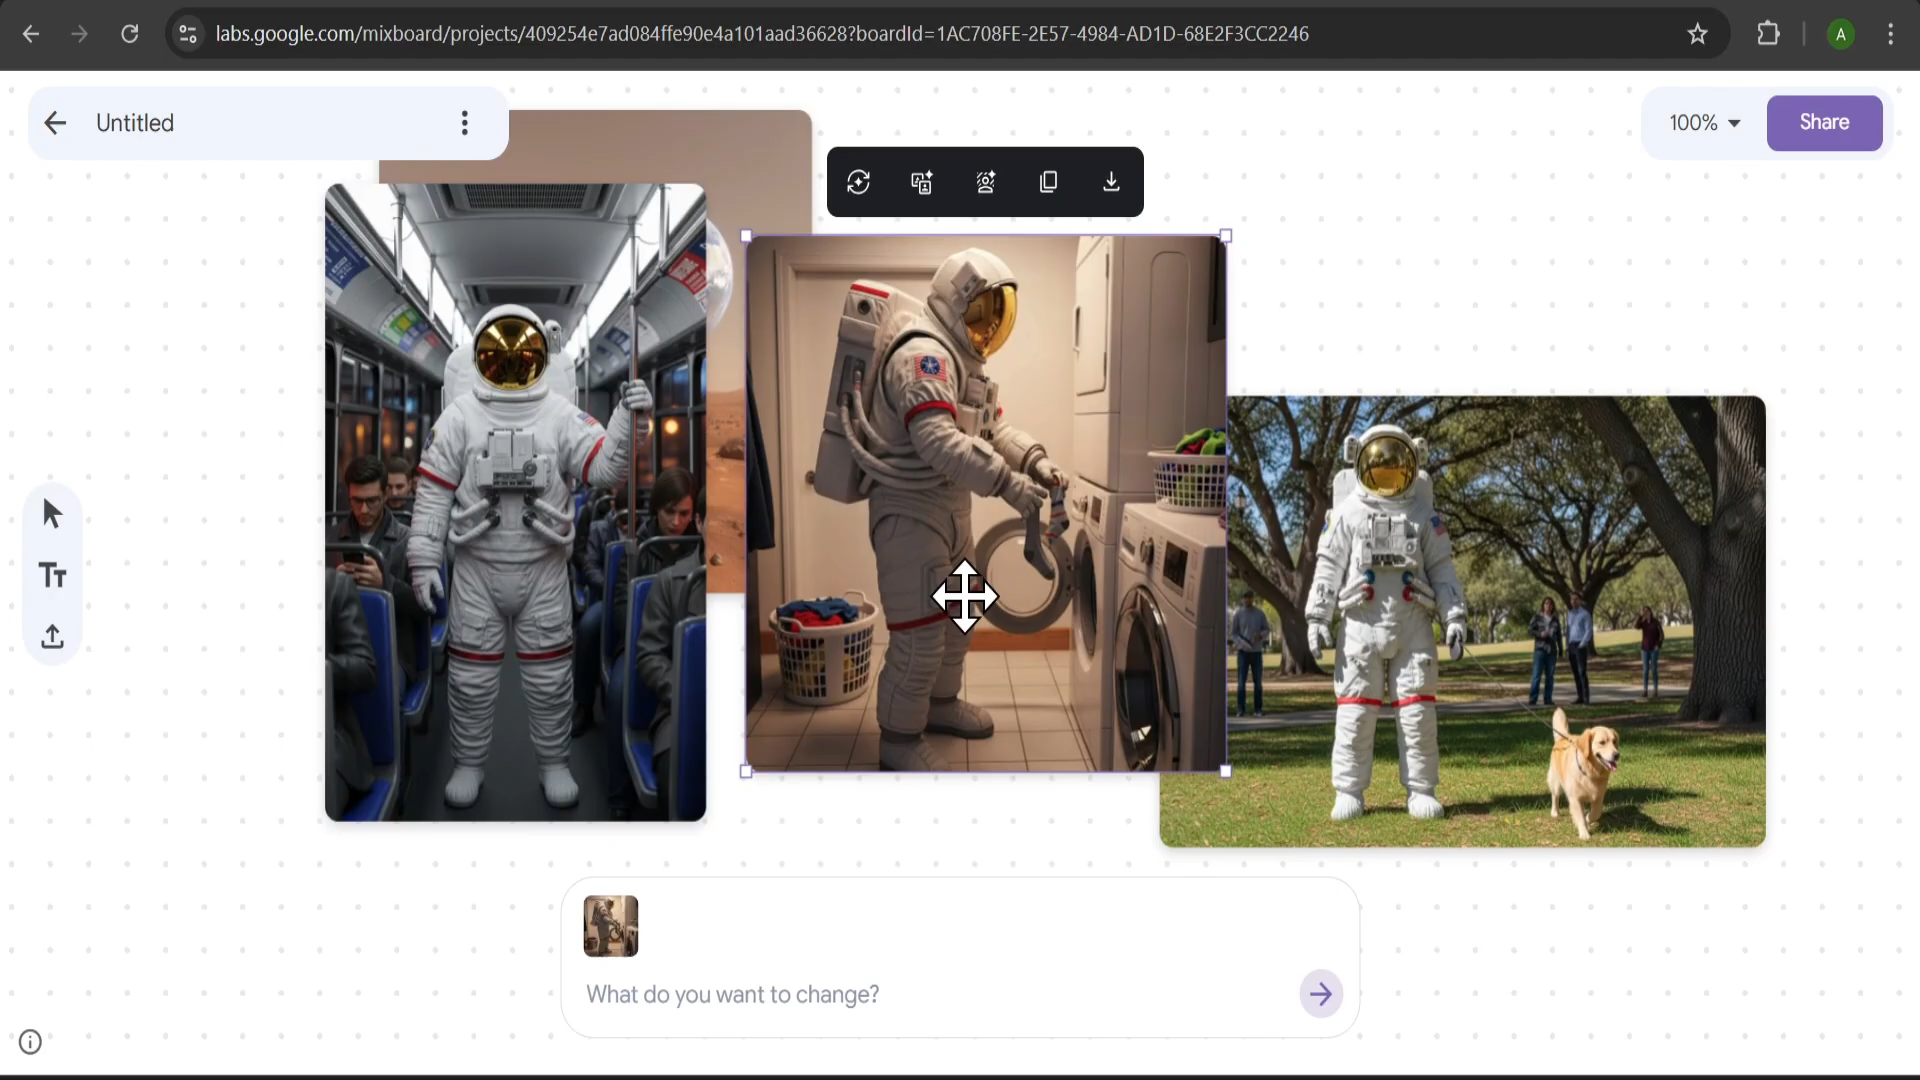 labs.google.com/mixboard/projects/409254e7ad084ffe90e4a101aad36628?boardId=1AC708FE-2E57-4984-AD1D-68E2F3CC2246
A
Untitled
100%
Share
Tт
What do you want to change?